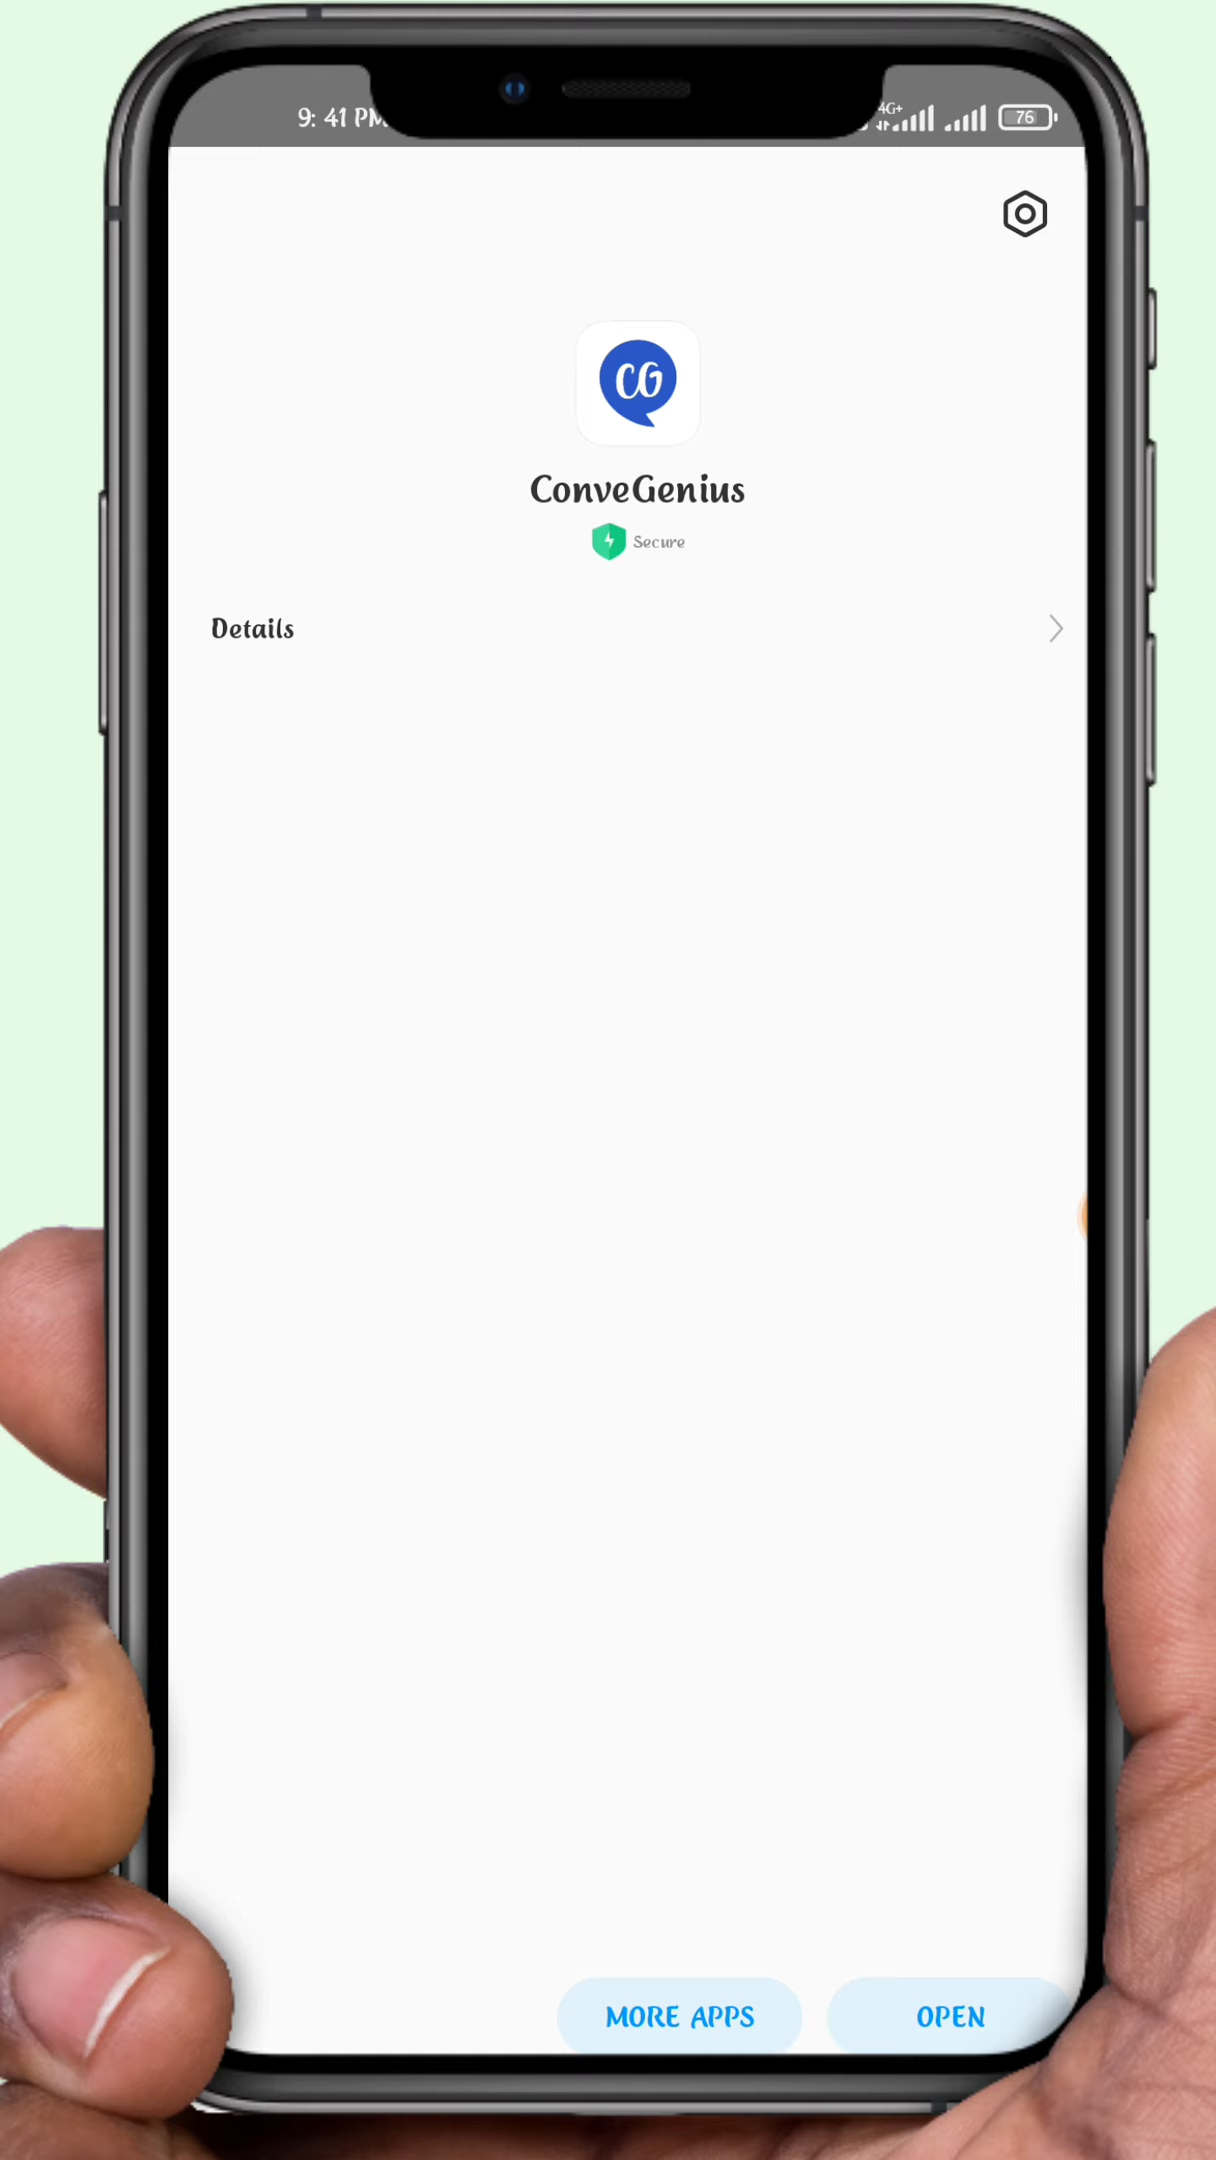 9: 41 PM
4G+
76
CG
ConveGenius
Secure
Details
MORE APPS
OPEN